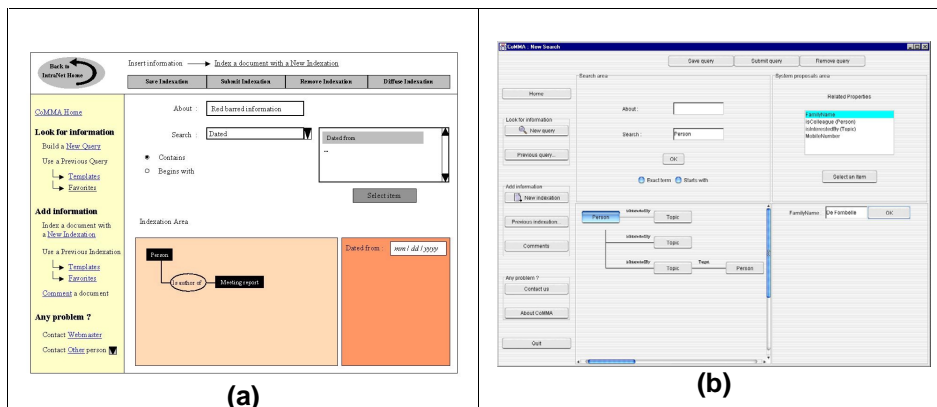 Back to
IntraNet Home
Insert information
Index a document with a New Indexation
Save Indexation
Submit Indexation
Remove Indexation
Diffuse Indexation
CoMMA Home
Look for information
Build a New Query
Use a Previous Query
Templates
Favorites
Add information
Index a document with
a New Indexation
Use a Previous Indexation
Templates
Favorites
Comment a document
Any problem ?
Contact Webmaster
Contact Other person
About :
Red barred information
Search :
Dated
Contains
Begins with
Dated from
...
Select item
Indexation Area
Person
Is author of
Meeting report
Dated from :
mm / dd / yyyy
(a)
CoMMA : New Search
Save query
Submit query
Remove query
Home
Look for information
New query
Previous query...
Add information
New indexation
Previous indexation...
Comments
Any problem ?
Contact us
About CoMMA
Quit
Search area
About :
Search :
Person
OK
Exact term
Starts with
System proposals area
Related Properties
FamilyName
isColleague (Person)
isInterestedBy (Topic)
MobileNumber
Select an Item
Person
isInterestedBy
Topic
isInterestedBy
Topic
isInterestedBy
Topic
Team
Person
FamilyName :
De Farnbelle
OK
(b)